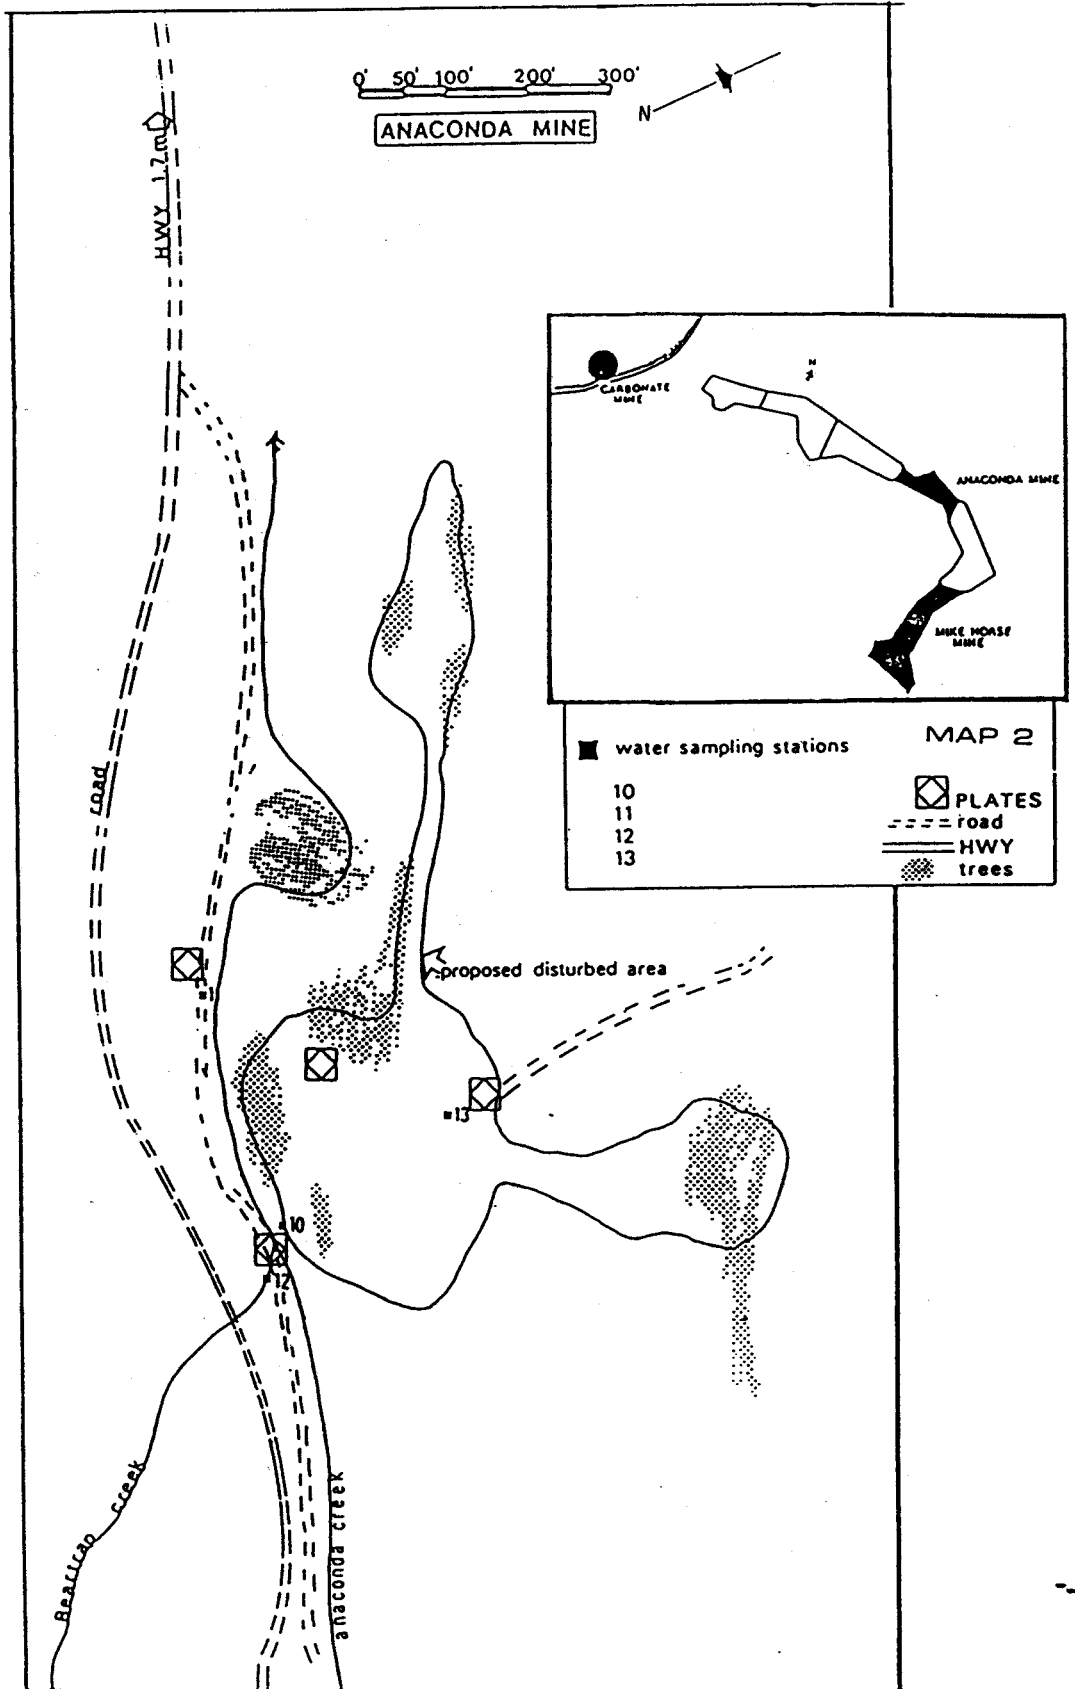 0' 50' 100' 200' 300'
N
ANACONDA MINE
HWY 1.7m
N
CARBONATE
MINE
ANACONDA MINE
MIKE HORSE
MINE
MAP 2
water sampling stations
10
11
12
13
PLATES
road
HWY
trees
road
proposed disturbed area
13
10
12
Beartrap creek
anaconda creek